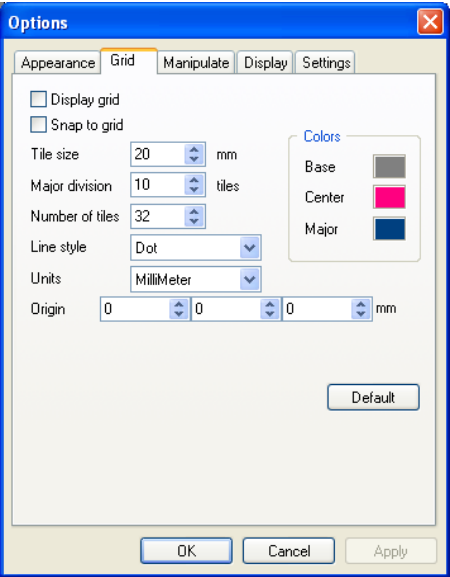 Options
Appearance Grid Manipulate Display Settings
Display grid
Snap to grid
Colors
Tile size 20 mm
Base
Major division 10 tiles
Center
Number of tiles 32
Major
Line style Dot
Units MilliMeter
Origin 0 0 0 mm
Default
OK Cancel Apply